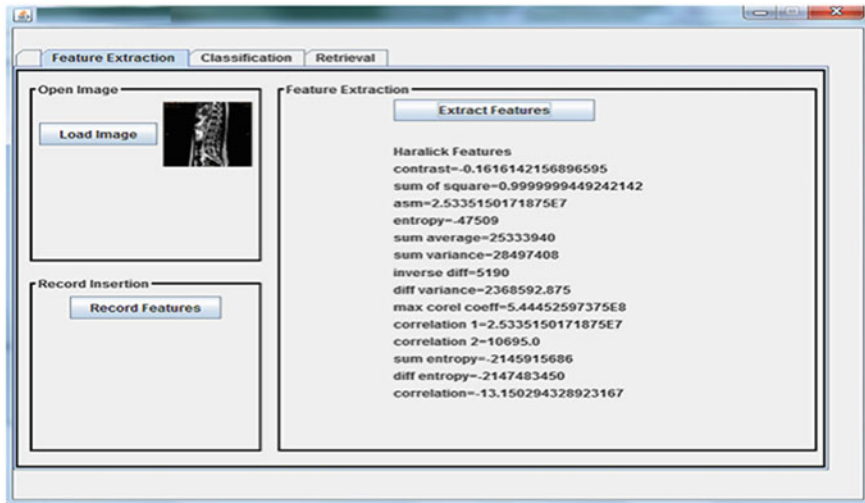 Feature Extraction Classification Retrieval
Open Image
Load Image
Record Insertion
Record Features
Feature Extraction
Extract Features
Haralick Features
contrast=-0.1616142156896595
sum of square=0.9999999449242142
asm=2.5335150171875E7
entropy=-47509
sum average=25333940
sum variance=28497408
inverse diff=5190
diff variance=2368592.875
max corel coeff=5.44452597375E8
correlation 1=2.5335150171875E7
correlation 2=10695.0
sum entropy=-2145915686
diff entropy=-2147483450
correlation=-13.150294328923167